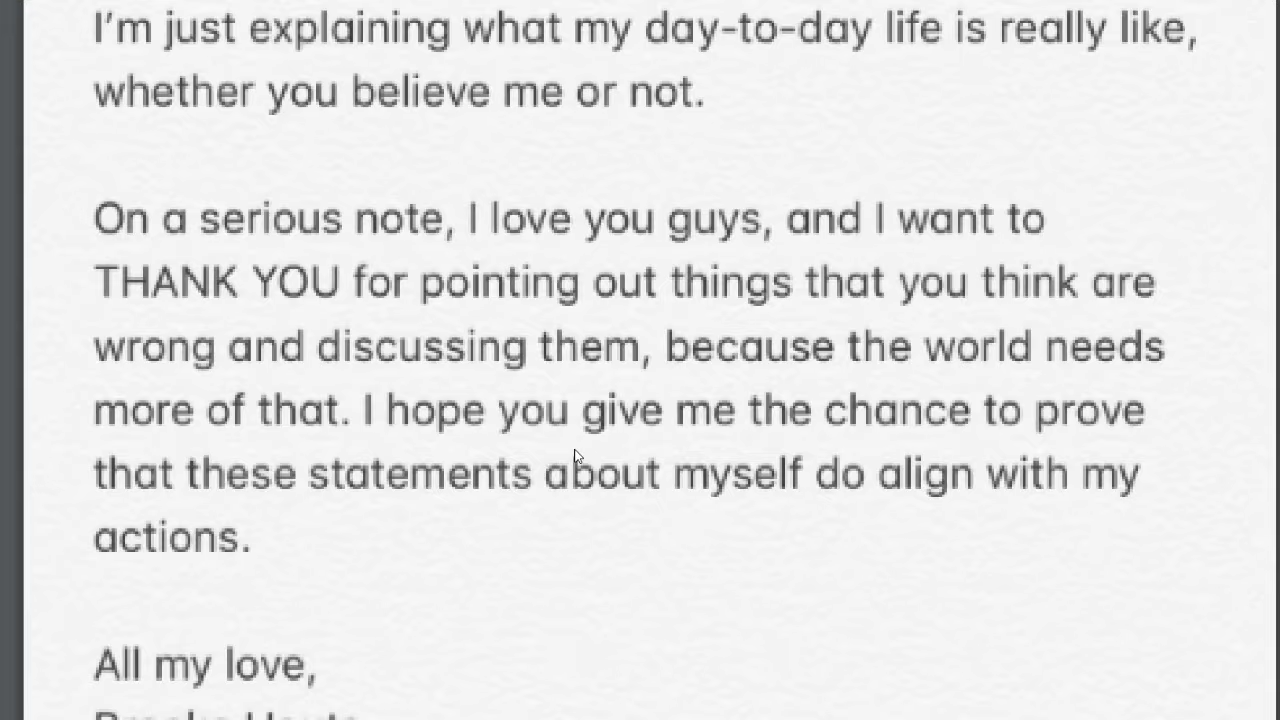 I'm just explaining what my day-to-day life is really like,
whether you believe me or not.
On a serious note, I love you guys, and I want to
THANK YOU for pointing out things that you think are
wrong and discussing them, because the world needs
more of that. I hope you give me the chance to prove
that these statements about myself do align with my
actions.
All my love,